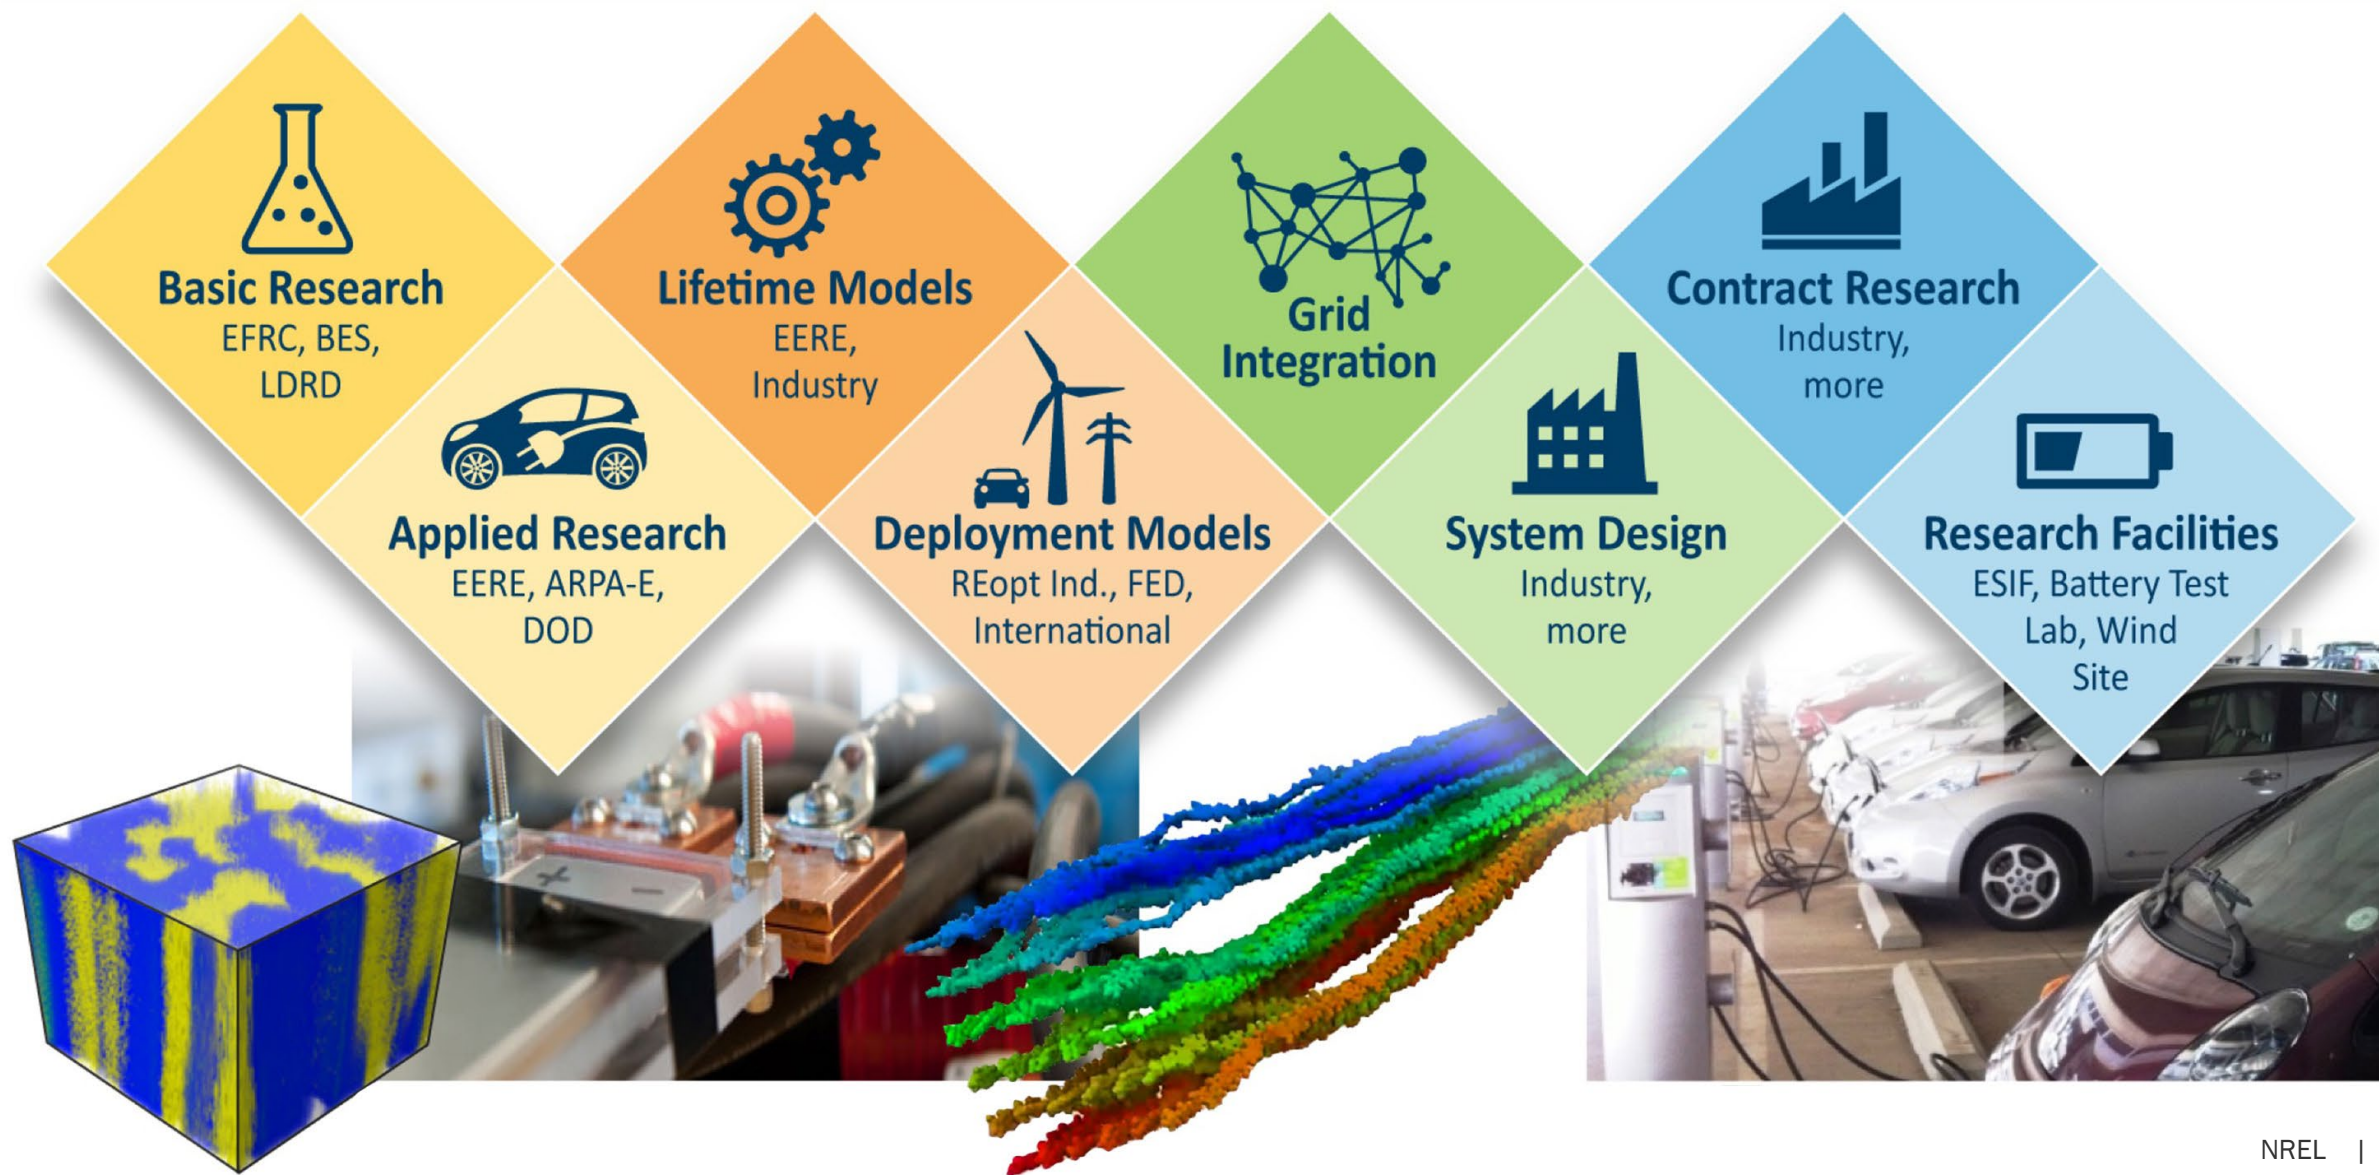 Basic Research
EFRC, BES,
LDRD
Applied Research
EERE, ARPA-E,
DOD
Lifetime Models
EERE,
Industry
Deployment Models
REopt Ind., FED,
International
Grid
Integration
System Design
Industry,
more
Contract Research
Industry,
more
Research Facilities
ESIF, Battery Test
Lab, Wind
Site
+ −
NREL |